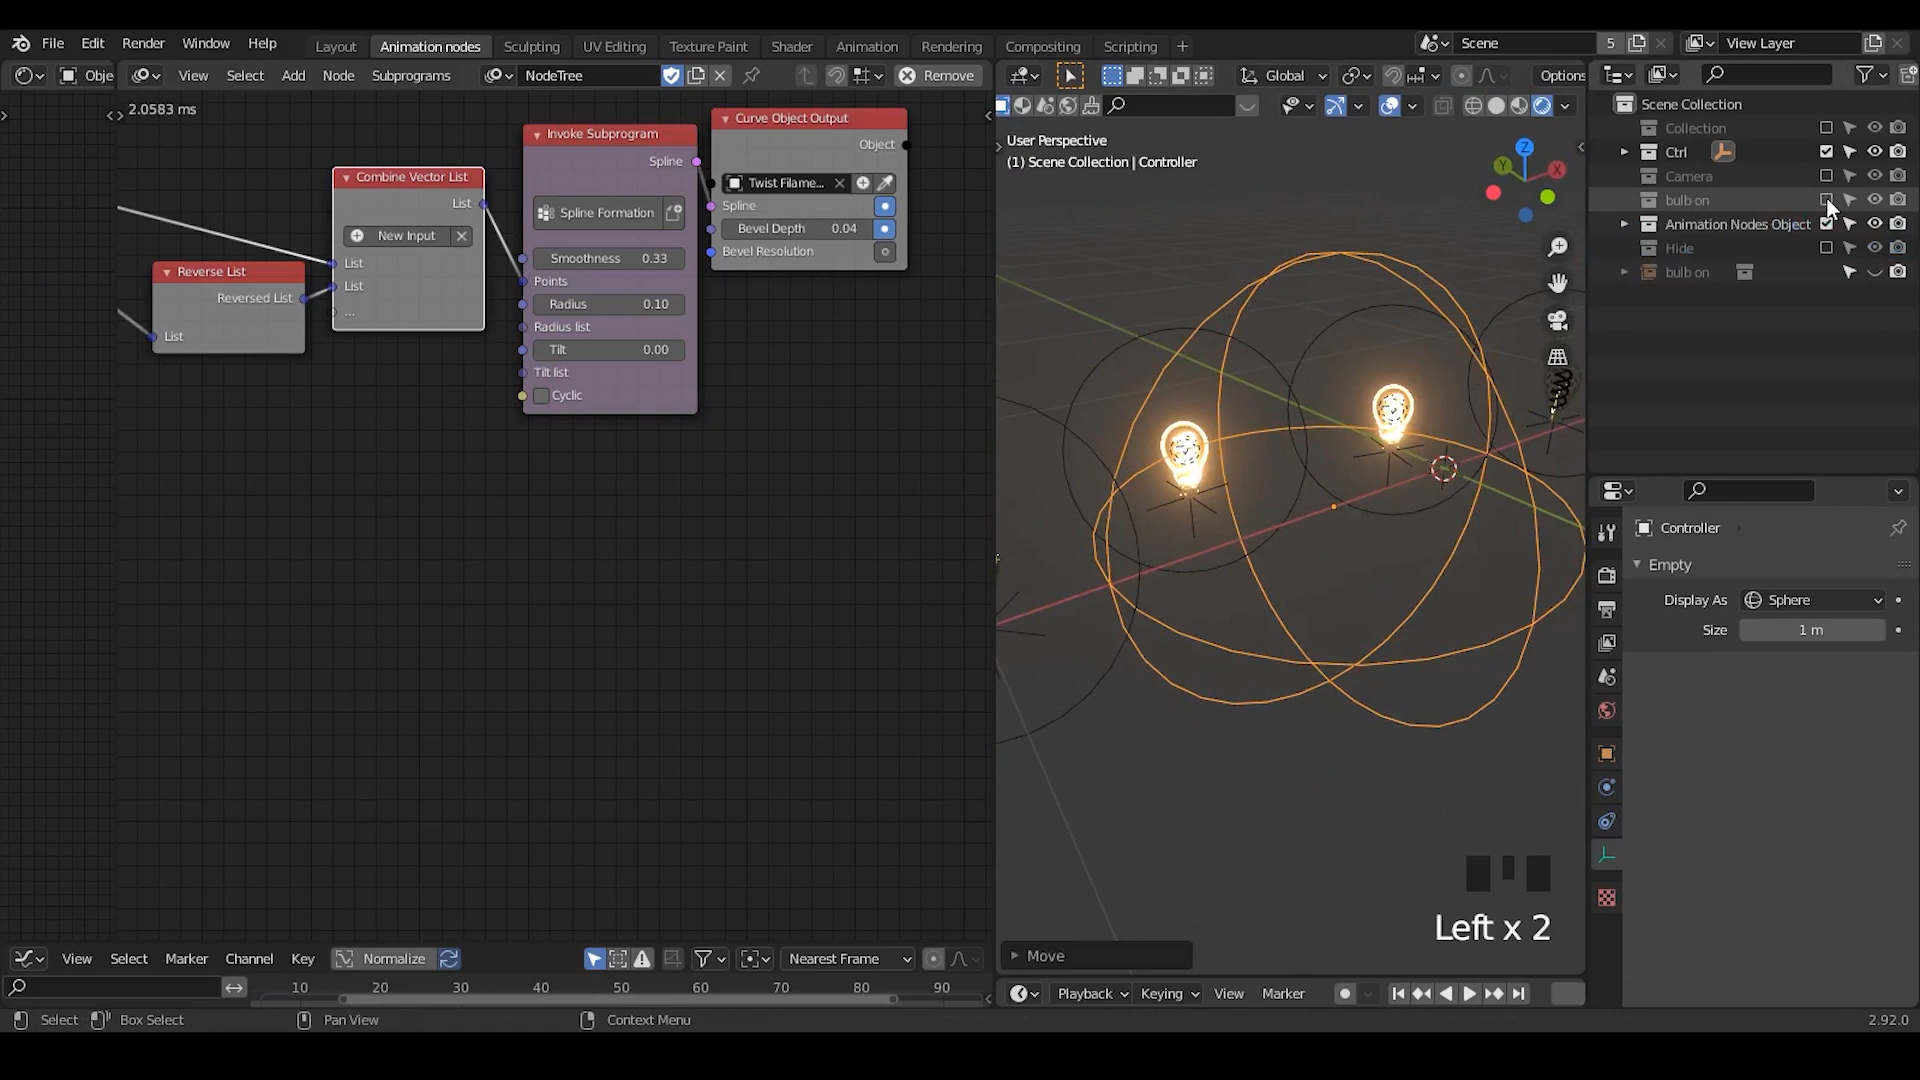 File Edit Render Window Help Layout Animation nodes Sculpting UV Editing Texture Paint Shader Animation Rendering Compositing Scripting Scene 5 View Layer
Obje View Select Add Node Subprograms NodeTree Remove Global Options
2.0583 ms
Invoke Subprogram
Spline
Spline Formation
Smoothness 0.33
Points
Radius 0.10
Radius list
Tilt 0.00
Tilt list
Cyclic
Curve Object Output
Object
Twist Filame...
Spline
Bevel Depth 0.04
Bevel Resolution
Combine Vector List
List
New Input
List
List
...
Reverse List
Reversed List
List
User Perspective
(1) Scene Collection | Controller
Z
Y
X
Left x 2
Move
Scene Collection
Collection
Ctrl
Camera
bulb on
Animation Nodes Object
Hide
bulb on
Controller
Empty
Display As Sphere
Size 1 m
View Select Marker Channel Key Normalize Nearest Frame
10 20 30 40 50 60 70 80 90
Playback Keying View Marker
Select Box Select Pan View Context Menu 2.92.0